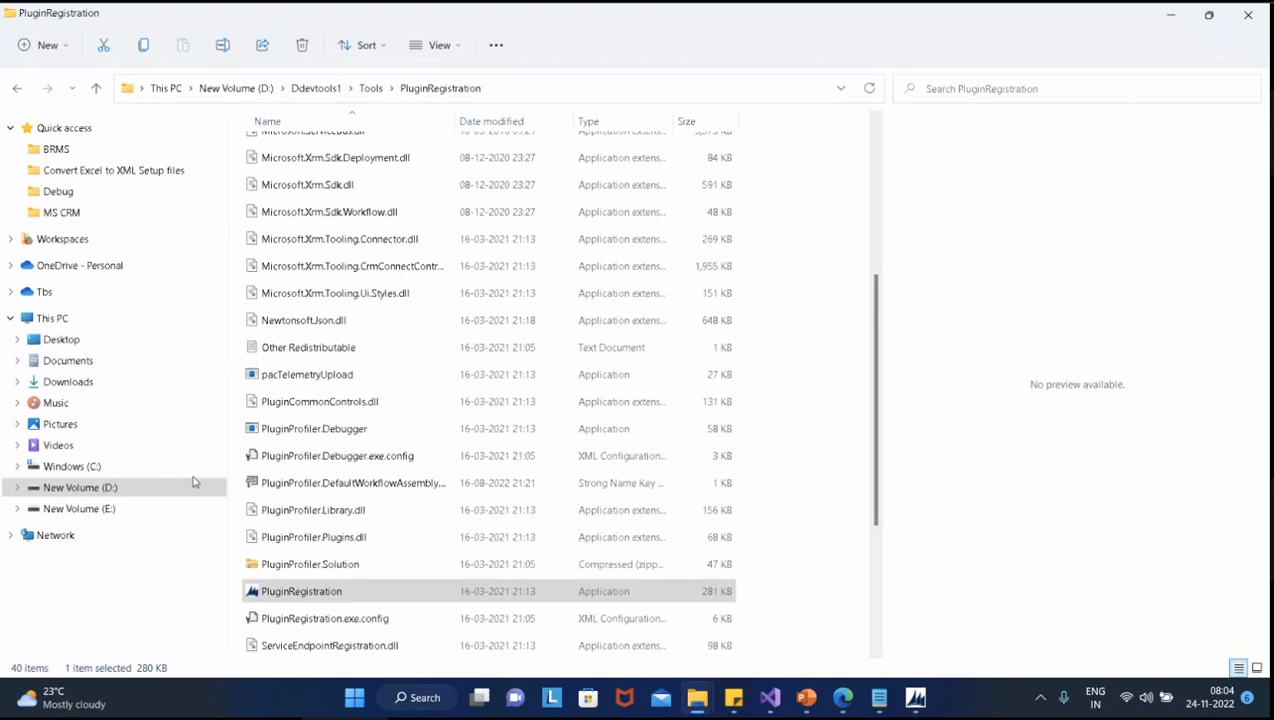 PluginRegistration
New
Sort
View
This PC
New Volume (D:)
Ddevtools1
Tools
PluginRegistration
Search PluginRegistration
Quick access
BRMS
Convert Excel to XML Setup files
Debug
MS CRM
Workspaces
OneDrive - Personal
Tbs
This PC
Desktop
Documents
Downloads
Music
Pictures
Videos
Windows (C:)
New Volume (D:)
New Volume (E:)
Network
Name Date modified Type Size
Microsoft.Xrm.Sdk.Deployment.dll 08-12-2020 23:27 Application extens... 84 KB
Microsoft.Xrm.Sdk.dll 08-12-2020 23:27 Application extens... 591 KB
Microsoft.Xrm.Sdk.Workflow.dll 08-12-2020 23:27 Application extens... 48 KB
Microsoft.Xrm.Tooling.Connector.dll 16-03-2021 21:13 Application extens... 269 KB
Microsoft.Xrm.Tooling.CrmConnectContr... 16-03-2021 21:13 Application extens... 1,955 KB
Microsoft.Xrm.Tooling.Ui.Styles.dll 16-03-2021 21:13 Application extens... 151 KB
Newtonsoft.Json.dll 16-03-2021 21:18 Application extens... 648 KB
Other Redistributable 16-03-2021 21:05 Text Document 1 KB
pacTelemetryUpload 16-03-2021 21:13 Application 27 KB
PluginCommonControls.dll 16-03-2021 21:13 Application extens... 131 KB
PluginProfiler.Debugger 16-03-2021 21:13 Application 58 KB
PluginProfiler.Debugger.exe.config 16-03-2021 21:05 XML Configuration... 3 KB
PluginProfiler.DefaultWorkflowAssembly,... 16-08-2022 21:21 Strong Name Key ... 1 KB
PluginProfiler.Library.dll 16-03-2021 21:13 Application extens... 156 KB
PluginProfiler.Plugins.dll 16-03-2021 21:13 Application extens... 68 KB
PluginProfiler.Solution 16-03-2021 21:05 Compressed (zipp... 47 KB
PluginRegistration 16-03-2021 21:13 Application 281 KB
PluginRegistration.exe.config 16-03-2021 21:05 XML Configuration... 6 KB
ServiceEndpointRegistration.dll 16-03-2021 21:13 Application extens... 98 KB
No preview available.
40 items 1 item selected 280 KB
23°C
Mostly cloudy
Search
ENG
IN
08:04
24-11-2022
6